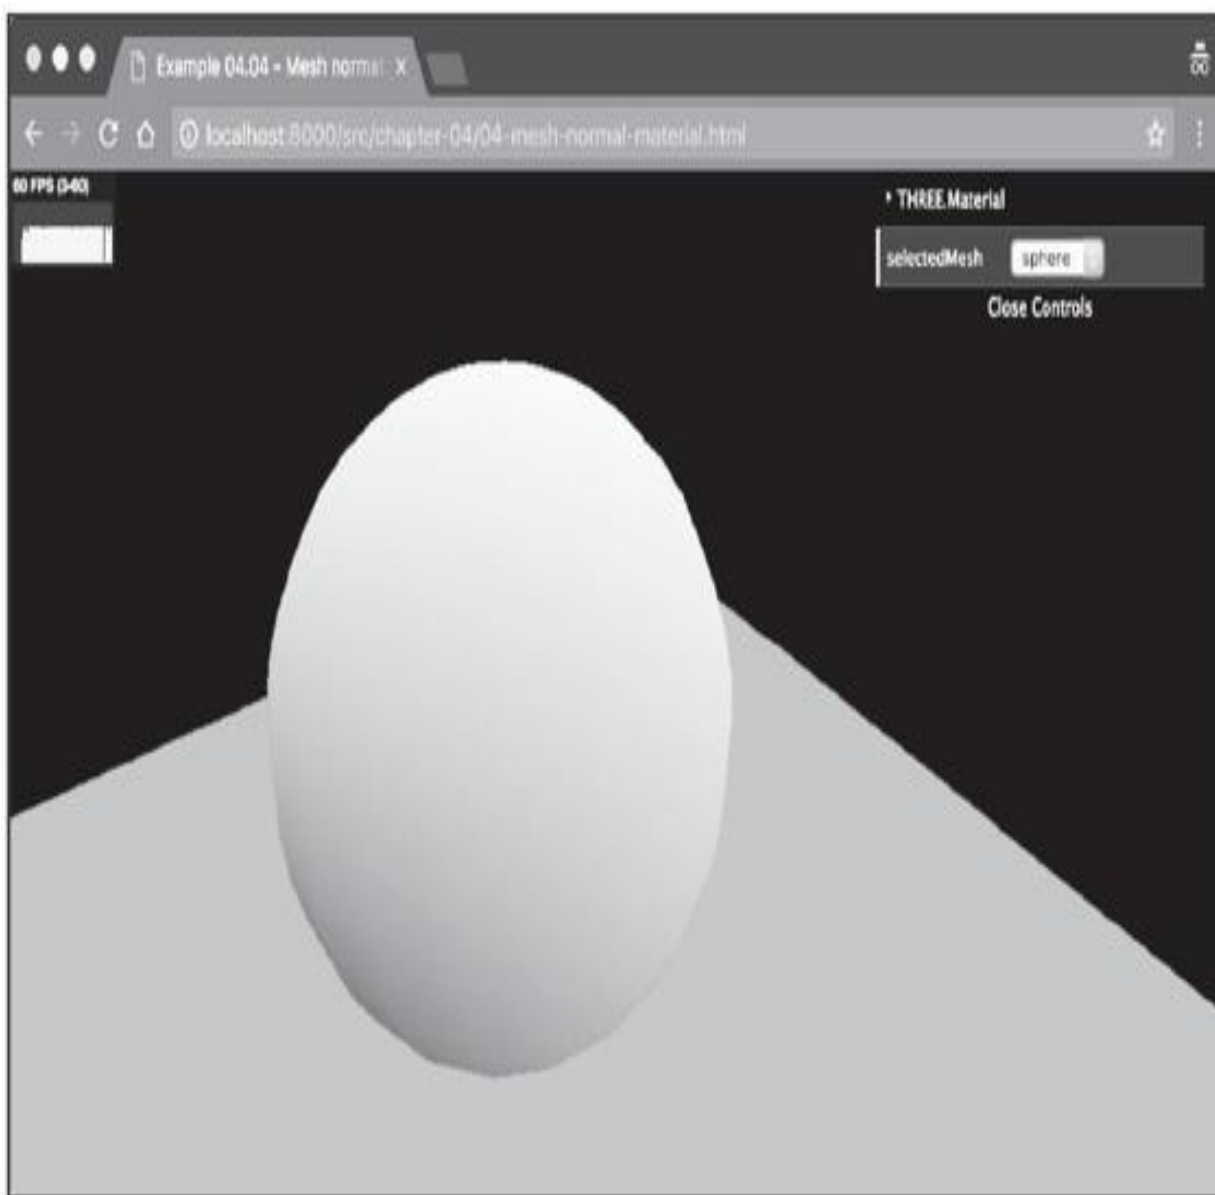 Example 04.04 - Mesh normal
localhost:8000/src/chapter-04/04-mesh-normal-material.html
60 FPS (3-60)
THREE.Material
selectedMesh sphere
Close Controls